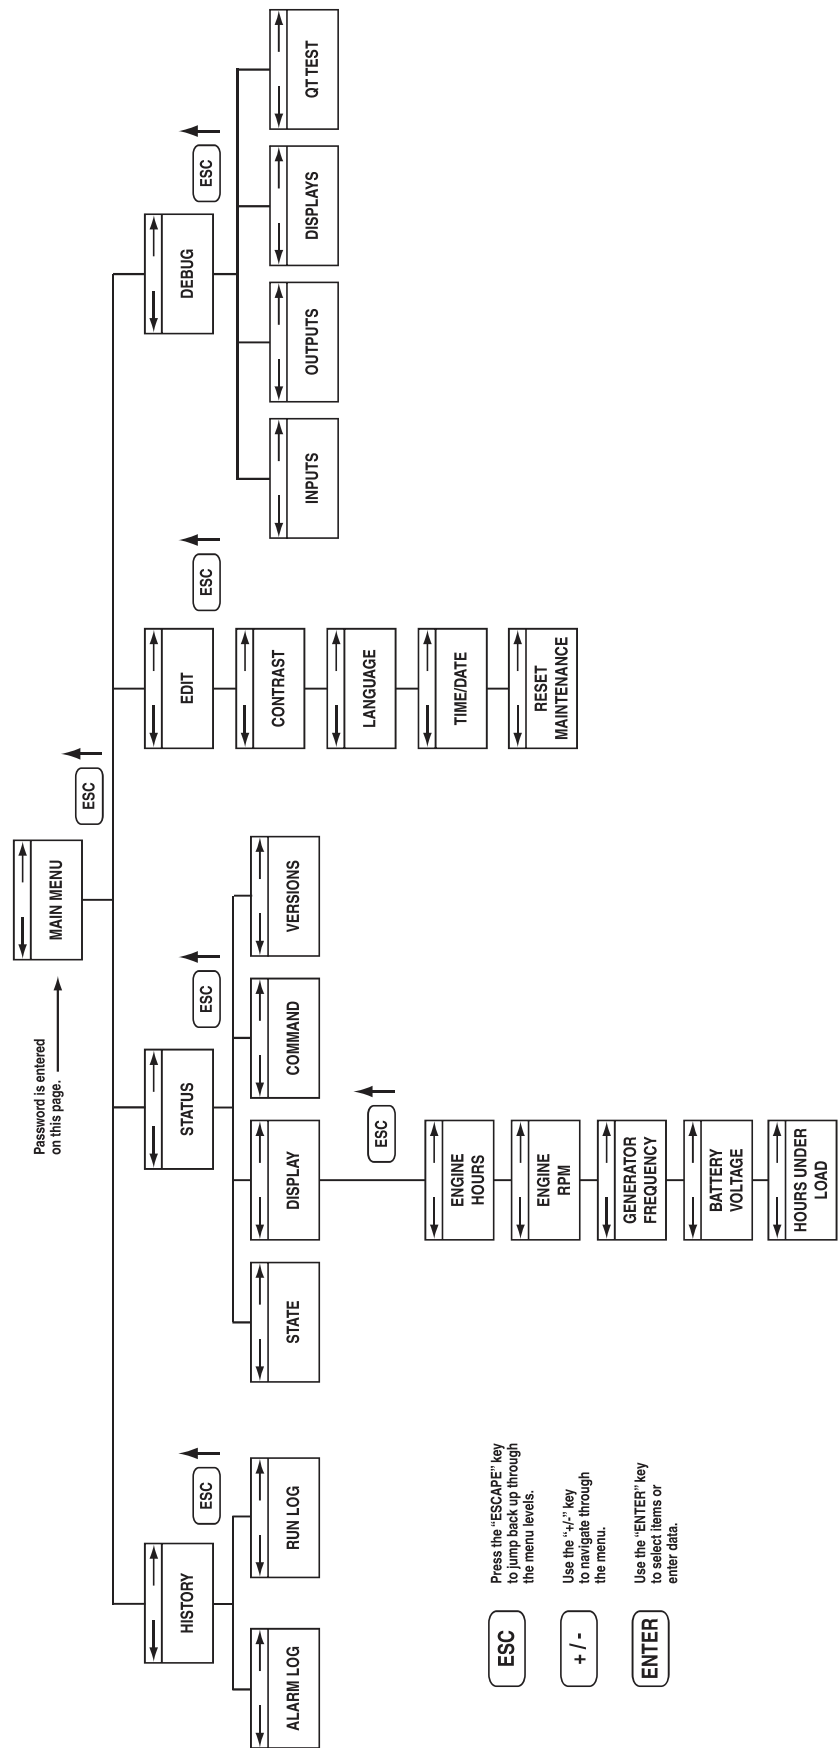 Password is entered
on this page.
MAIN MENU
ESC
HISTORY
ESC
ALARM LOG
RUN LOG
STATUS
ESC
STATE
DISPLAY
COMMAND
VERSIONS
ESC
ENGINE
HOURS
ENGINE
RPM
GENERATOR
FREQUENCY
BATTERY
VOLTAGE
HOURS UNDER
LOAD
EDIT
ESC
CONTRAST
LANGUAGE
TIME/DATE
RESET
MAINTENANCE
DEBUG
ESC
INPUTS
OUTPUTS
DISPLAYS
QT TEST
ESC
Press the “ESCAPE” key
to jump back up through
the menu levels.
+ / -
Use the “+/-” key
to navigate through
the menu.
ENTER
Use the “ENTER” key
to select items or
enter data.